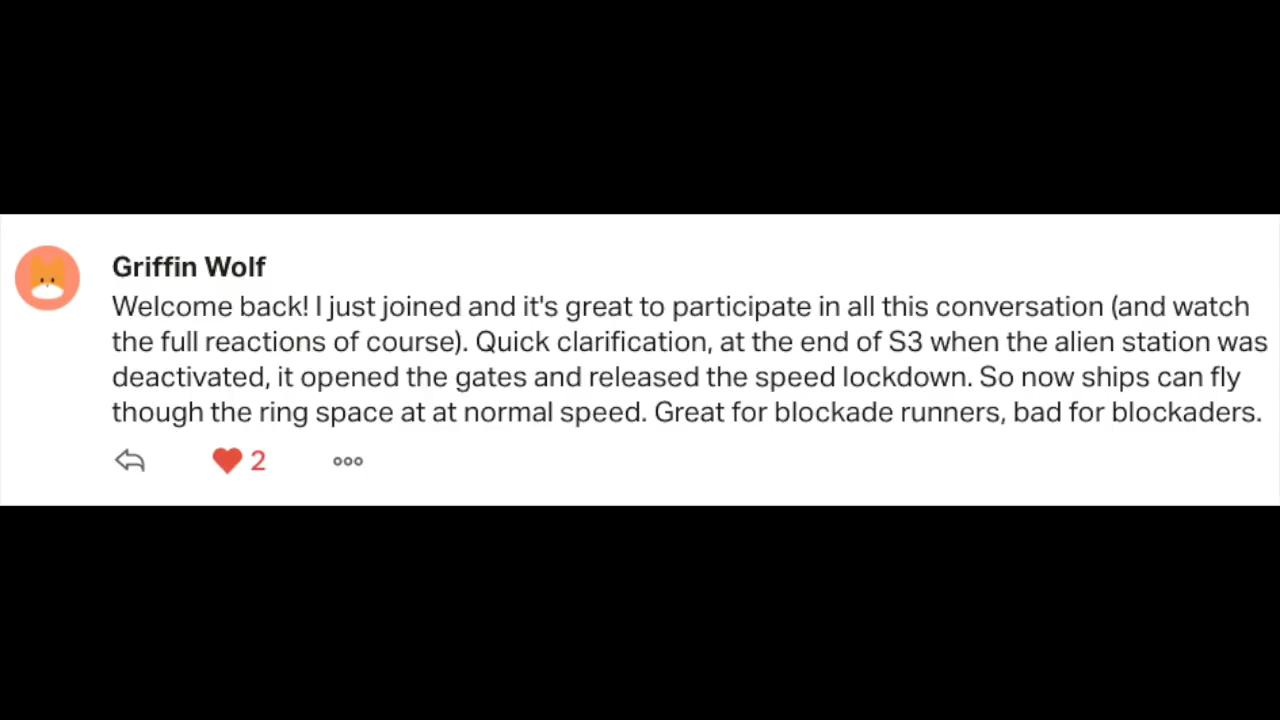 Griffin Wolf
Welcome back! I just joined and it's great to participate in all this conversation (and watch
the full reactions of course). Quick clarification, at the end of S3 when the alien station was
deactivated, it opened the gates and released the speed lockdown. So now ships can fly
though the ring space at at normal speed. Great for blockade runners, bad for blockaders.
2